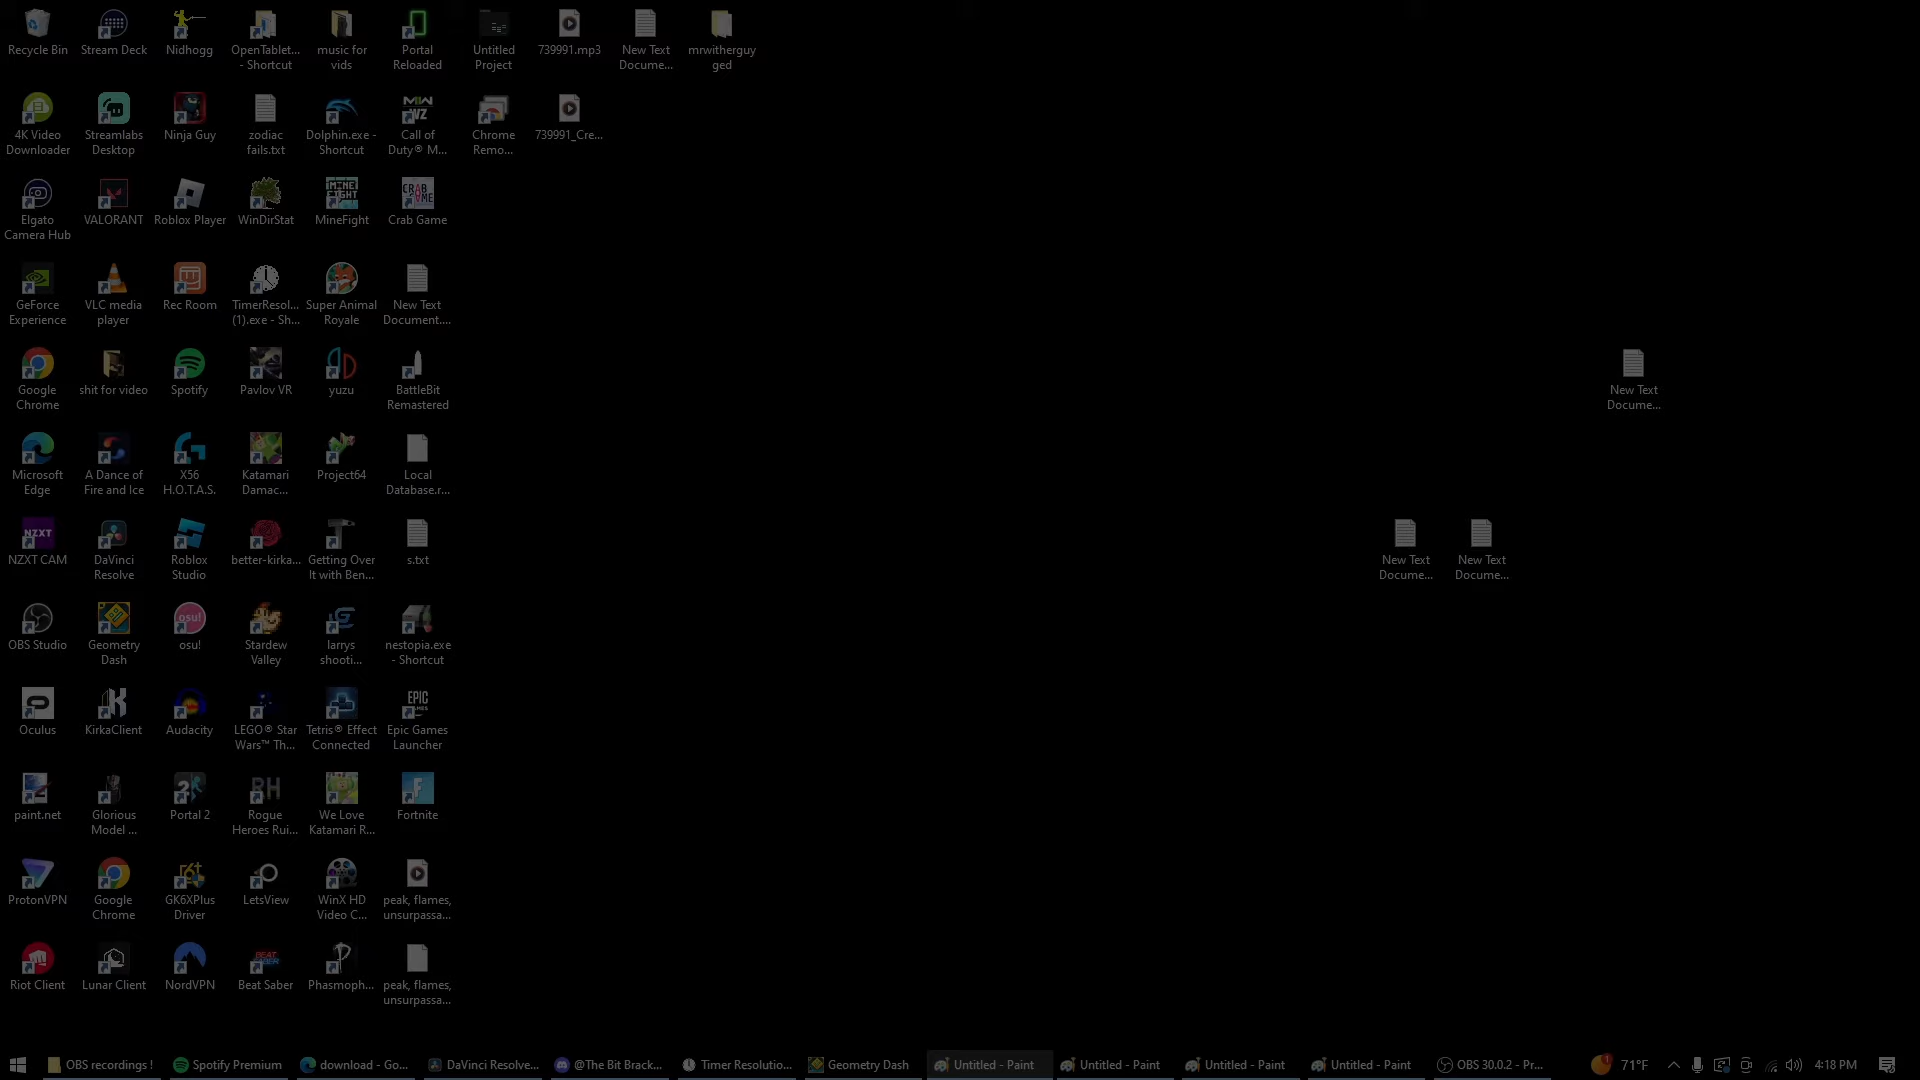 Recycle Bin
Stream Deck
Nidhogg
OpenTablet...
- Shortcut
music for
vids
Portal
Reloaded
Untitled
Project
739991.mp3
New Text
Docume...
mrwitherguy
ged
4K Video
Downloader
Streamlabs
Desktop
Ninja Guy
zodiac
fails.txt
Dolphin.exe -
Shortcut
Call of
Duty® M...
Chrome
Remo...
739991_Cre...
Elgato
Camera Hub
VALORANT
Roblox Player
WinDirStat
MineFight
Crab Game
GeForce
Experience
VLC media
player
Rec Room
TimerResol...
(1).exe - Sh...
Super Animal
Royale
New Text
Document....
Google
Chrome
shit for video
Spotify
Pavlov VR
yuzu
BattleBit
Remastered
New Text
Docume...
Microsoft
Edge
A Dance of
Fire and Ice
X56
H.O.T.A.S.
Katamari
Damac...
Project64
Local
Database.r...
NZXT CAM
DaVinci
Resolve
Roblox
Studio
better-kirka...
Getting Over
It with Ben...
s.txt
New Text
Docume...
New Text
Docume...
OBS Studio
Geometry
Dash
osu!
Stardew
Valley
larrys
shooti...
nestopia.exe
- Shortcut
Oculus
KirkaClient
Audacity
LEGO® Star
Wars™ Th...
Tetris® Effect
Connected
Epic Games
Launcher
paint.net
Glorious
Model ...
Portal 2
Rogue
Heroes Rui...
We Love
Katamari R...
Fortnite
ProtonVPN
Google
Chrome
GK6XPlus
Driver
LetsView
WinX HD
Video C...
peak, flames,
unsurpassa...
Riot Client
Lunar Client
NordVPN
Beat Saber
Phasmoph...
peak, flames,
unsurpassa...
OBS recordings !
Spotify Premium
download - Go...
DaVinci Resolve...
@The Bit Brack...
Timer Resolutio...
Geometry Dash
Untitled - Paint
Untitled - Paint
Untitled - Paint
Untitled - Paint
OBS 30.0.2 - Pr...
1
71°F
4:18 PM